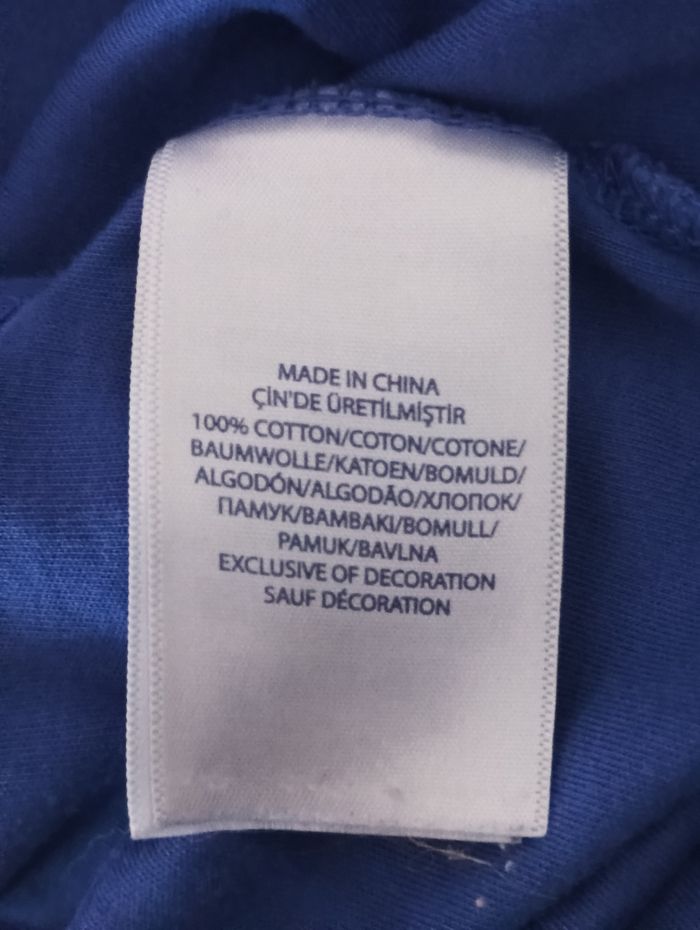 MADE IN CHINA
ÇİN'DE ÜRETİLMİŞTİR
100% COTTON/COTON/COTONE/
BAUMWOLLE/KATOEN/BOMULD/
ALGODÓN/ALGODÃO/ХЛОПОК/
ПАМУК/BAMBAKI/BOMULL/
PAMUK/BAVLNA
EXCLUSIVE OF DECORATION
SAUF DÉCORATION